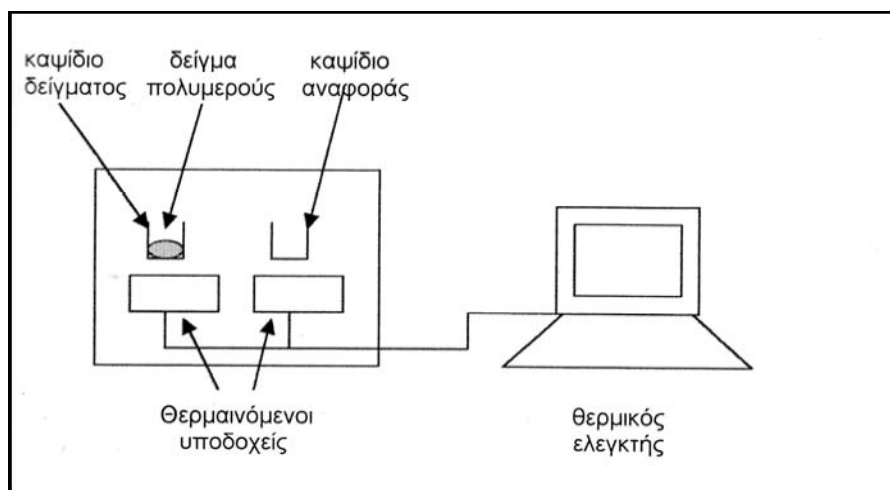 καψίδιο
δείγματος
δείγμα
πολυμερούς
καψίδιο
αναφοράς
Θερμαινόμενοι
υποδοχείς
θερμικός
ελεγκτής